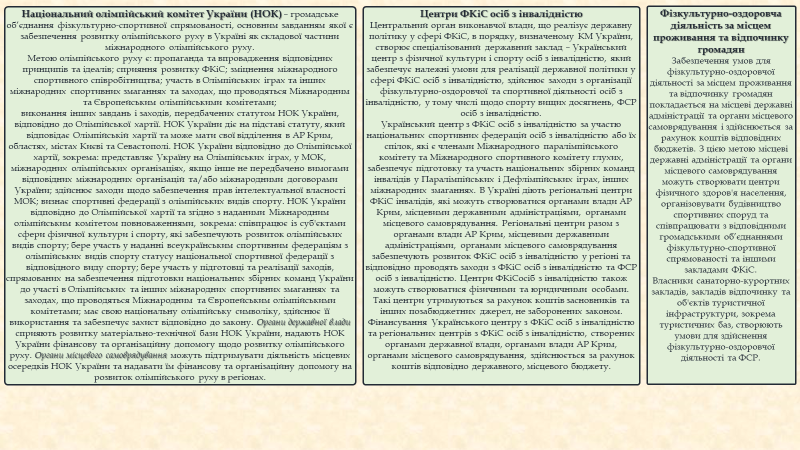 Національний олімпійський комітет України (НОК) – громадське
об'єднання фізкультурно-спортивної спрямованості, основним завданням якої є
забезпечення розвитку олімпійського руху в Україні як складової частини
міжнародного олімпійського руху.
Метою олімпійського руху є: пропаганда та впровадження відповідних
принципів та ідеалів; сприяння розвитку ФКіС; зміцнення міжнародного
спортивного співробітництва; участь в Олімпійських іграх та інших
міжнародних спортивних змаганнях та заходах, що проводяться Міжнародним
та Європейським олімпійськими комітетами;
виконання інших завдань і заходів, передбачених статутом НОК України,
відповідно до Олімпійської хартії. НОК України діє на підставі статуту, який
відповідає Олімпійській хартії та може мати свої відділення в АР Крим,
областях, містах Києві та Севастополі. НОК України відповідно до Олімпійської
хартії, зокрема: представляє Україну на Олімпійських іграх, у МОК,
міжнародних олімпійських організаціях, якщо інше не передбачено вимогами
відповідних міжнародних організацій та/або міжнародними договорами
України; здійснює заходи щодо забезпечення прав інтелектуальної власності
МОК; визнає спортивні федерації з олімпійських видів спорту. НОК України
відповідно до Олімпійської хартії та згідно з наданими Міжнародним
олімпійським комітетом повноваженнями, зокрема: співпрацює із суб'єктами
сфери фізичної культури і спорту, які забезпечують розвиток олімпійських
видів спорту; бере участь у наданні всеукраїнським спортивним федераціям з
олімпійських видів спорту статусу національної спортивної федерації з
відповідного виду спорту; бере участь у підготовці та реалізації заходів,
спрямованих на забезпечення підготовки національних збірних команд України
до участі в Олімпійських та інших міжнародних спортивних змаганнях та
заходах, що проводяться Міжнародним та Європейським олімпійськими
комітетами; має свою національну олімпійську символіку, здійснює її
використання та забезпечує захист відповідно до закону. Органи державної влади
сприяють розвитку матеріально-технічної бази НОК України, надають НОК
України фінансову та організаційну допомогу щодо розвитку олімпійського
руху. Органи місцевого самоврядування можуть підтримувати діяльність місцевих
осередків НОК України та надавати їм фінансову та організаційну допомогу на
розвиток олімпійського руху в регіонах.
Центри ФКіС осіб з інвалідністю
Центральний орган виконавчої влади, що реалізує державну
політику у сфері ФКіС, в порядку, визначеному КМ України,
створює спеціалізований державний заклад – Український
центр з фізичної культури і спорту осіб з інвалідністю, який
забезпечує належні умови для реалізації державної політики у
сфері ФКіС осіб з інвалідністю, здійснює заходи з організації
фізкультурно-оздоровчої та спортивної діяльності осіб з
інвалідністю, у тому числі щодо спорту вищих досягнень, ФСР
осіб з інвалідністю.
Український центр з ФКіС осіб з інвалідністю за участю
національних спортивних федерацій осіб з інвалідністю або їх
спілок, які є членами Міжнародного паралімпійського
комітету та Міжнародного спортивного комітету глухих,
забезпечує підготовку та участь національних збірних команд
інвалідів у Паралімпійських і Дефлімпійських іграх, інших
міжнародних змаганнях. В Україні діють регіональні центри
ФКіС інвалідів, які можуть створюватися органами влади АР
Крим, місцевими державними адміністраціями, органами
місцевого самоврядування. Регіональні центри разом з
органами влади АР Крим, місцевими державними
адміністраціями, органами місцевого самоврядування
забезпечують розвиток ФКіС осіб з інвалідністю у регіоні та
відповідно проводять заходи з ФКіС осіб з інвалідністю та ФСР
осіб з інвалідністю. Центри ФКіСосіб з інвалідністю також
можуть створюватися фізичними та юридичними особами.
Такі центри утримуються за рахунок коштів засновників та
інших позабюджетних джерел, не заборонених законом.
Фінансування Українського центру з ФКіС осіб з інвалідністю
та регіональних центрів з ФКіС осіб з інвалідністю, створених
органами державної влади, органами влади АР Крим,
органами місцевого самоврядування, здійснюється за рахунок
коштів відповідно, державного, місцевого бюджету.
Фізкультурно-оздоровча
діяльність за місцем
проживання та відпочинку
громадян
Забезпечення умов для
фізкультурно-оздоровчої
діяльності за місцем проживання
та відпочинку громадян
покладається на місцеві державні
адміністрації та органи місцевого
самоврядування і здійснюється за
рахунок коштів відповідних
бюджетів. З цією метою місцеві
державні адміністрації та органи
місцевого самоврядування
можуть створювати центри
фізичного здоров'я населення,
організовувати будівництво
спортивних споруд та
співпрацювати з відповідними
громадськими об'єднаннями
фізкультурно-спортивної
спрямованості та іншими
закладами ФКіС.
Власники санаторно-курортних
закладів, закладів відпочинку та
об'єктів туристичної
інфраструктури, зокрема
туристичних баз, створюють
умови для здійснення
фізкультурно-оздоровчої
діяльності та ФСР.